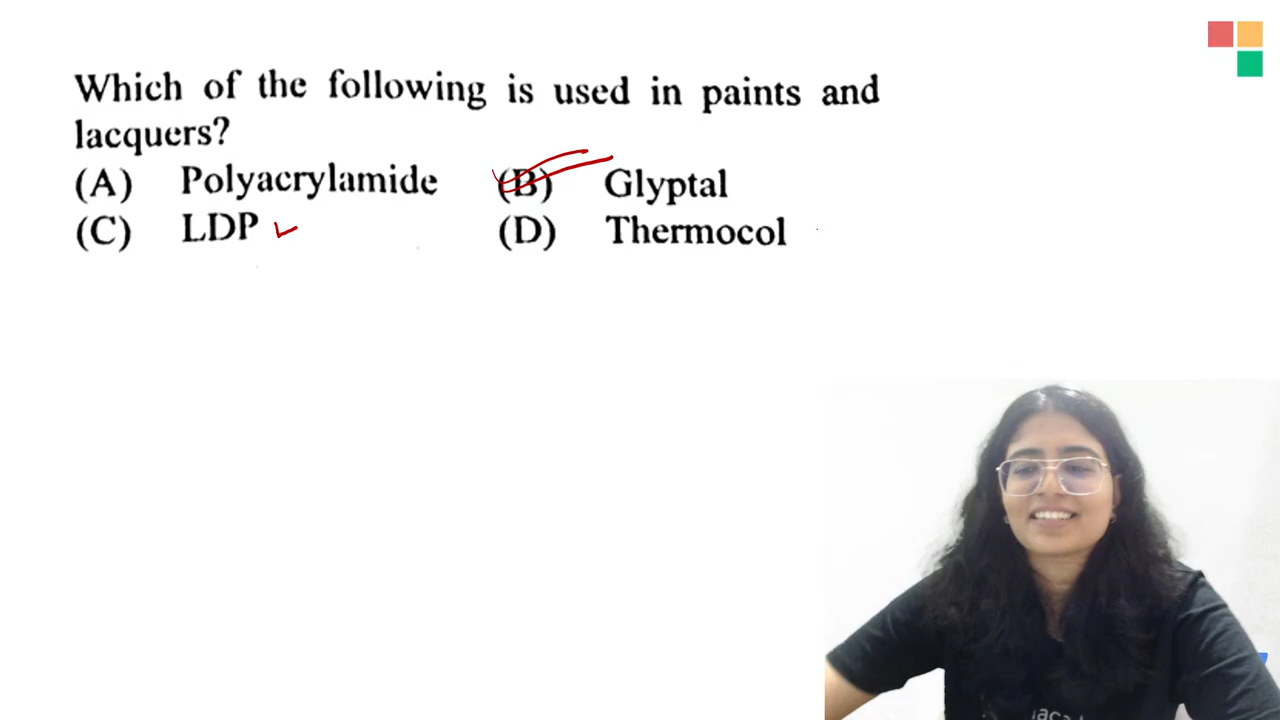 Which of the following is used in paints and
lacquers?
(A) Polyacrylamide (B) Glyptal
(C) LDP (D) Thermocol